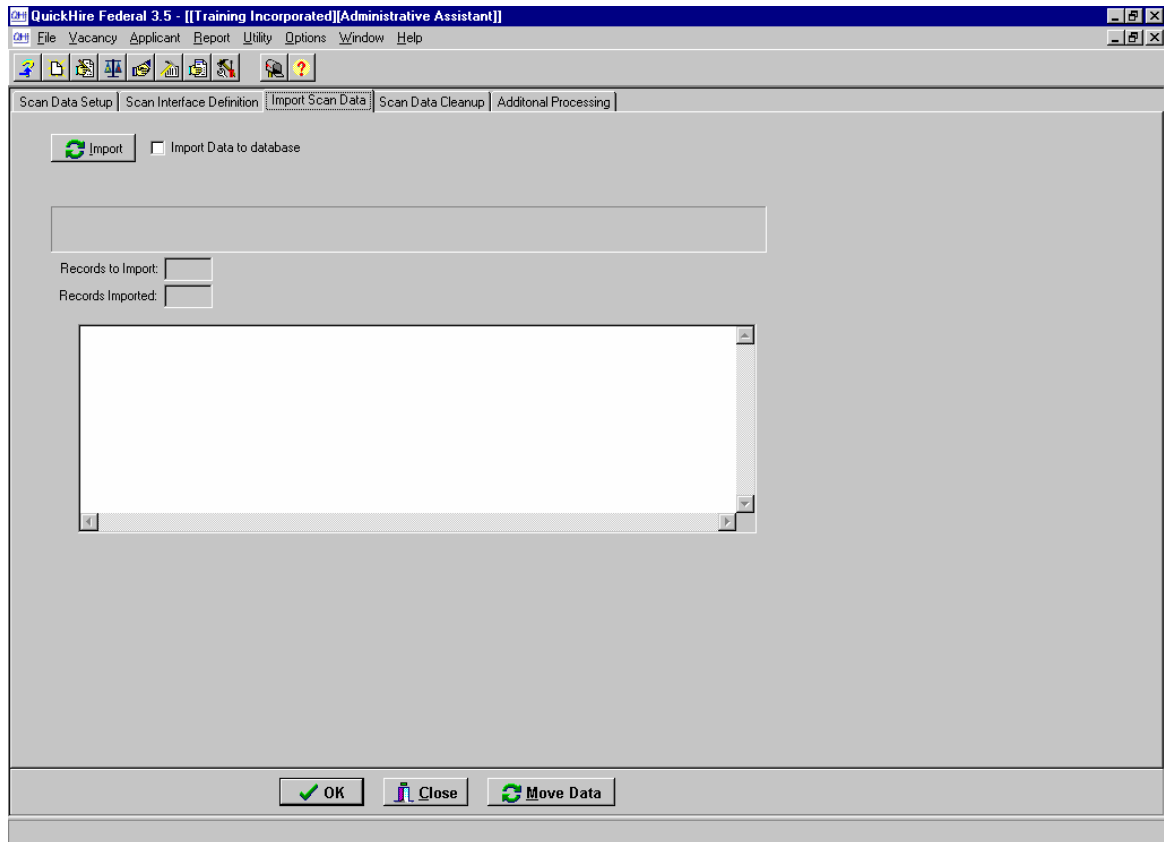 QuickHire Federal 3.5 - [[Training Incorporated][Administrative Assistant]]
File Vacancy Applicant Report Utility Options Window Help
Scan Data Setup Scan Interface Definition Import Scan Data Scan Data Cleanup Additonal Processing
Import Import Data to database
Records to Import:
Records Imported:
OK Close Move Data